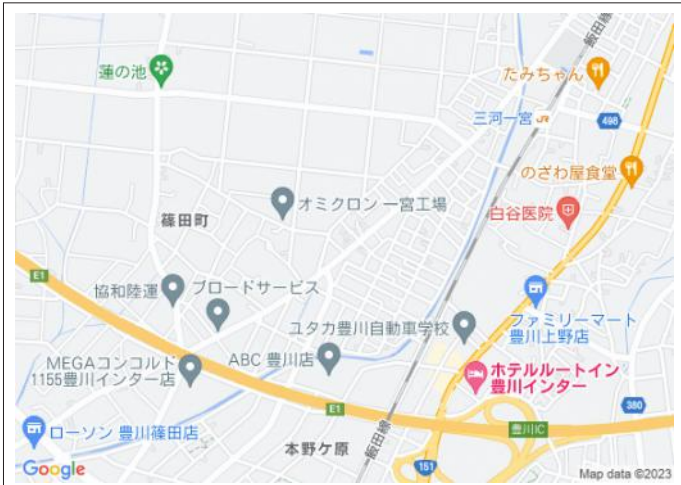 飯田線
蓮の池
たみちゃん
三河一宮 JR
498
のざわ屋食堂
オミクロン 一宮工場
白谷医院
篠田町
E1
協和陸運
ブロードサービス
ユタカ豊川自動車学校
ファミリーマート
豊川上野店
MEGAコンコルド
1155豊川インター店
ABC 豊川店
ホテルルートイン
豊川インター
E1
380
ローソン 豊川篠田店
本野ケ原
飯田線
豊川IC
151
Google
Map data ©2023